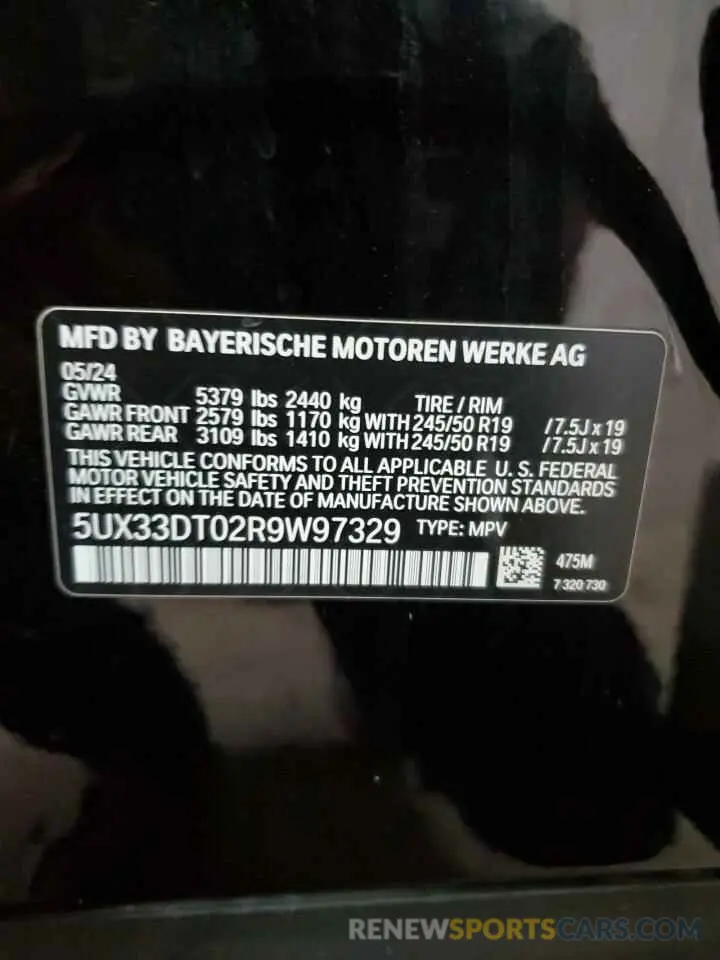 MFD BY BAYERISCHE MOTOREN WERKE AG
05/24
GVWR 5379 lbs 2440 kg TIRE / RIM
GAWR FRONT 2579 lbs 1170 kg WITH 245/50 R19 /7.5J x 19
GAWR REAR 3109 lbs 1410 kg WITH 245/50 R19 /7.5J x 19
THIS VEHICLE CONFORMS TO ALL APPLICABLE U. S. FEDERAL
MOTOR VEHICLE SAFETY AND THEFT PREVENTION STANDARDS
IN EFFECT ON THE DATE OF MANUFACTURE SHOWN ABOVE.
5UX33DT02R9W97329 TYPE: MPV
475M
7 320 730
RENEWSPORTSCARS.COM